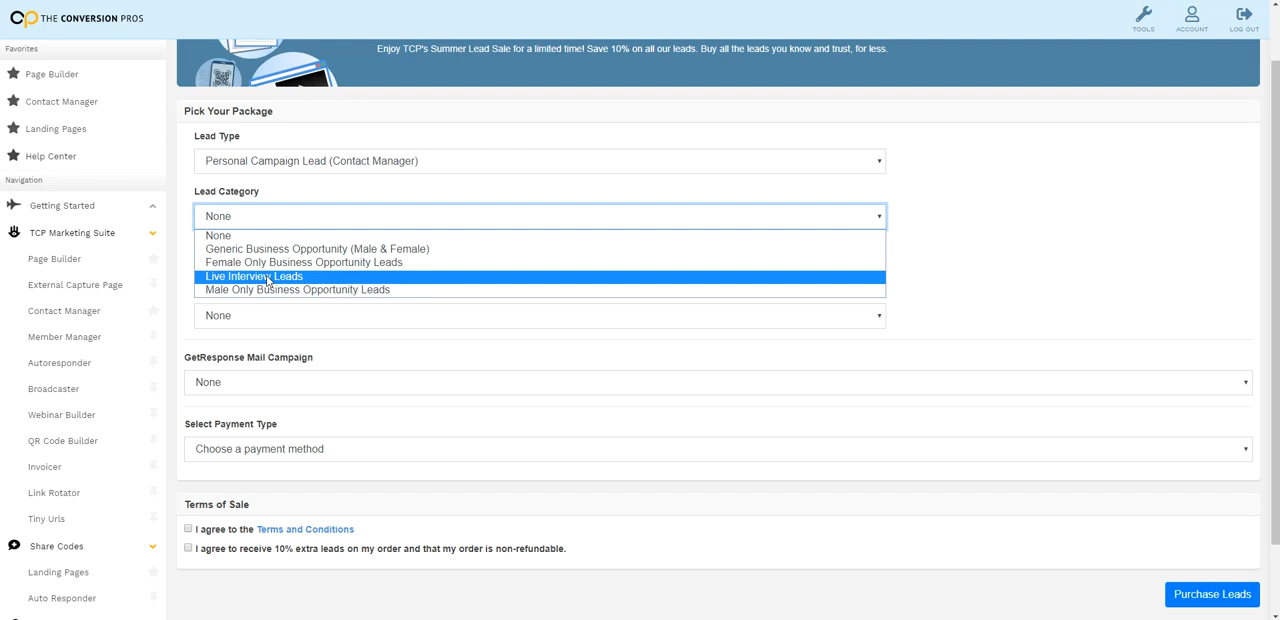 THE CONVERSION PROS
TOOLS
ACCOUNT
LOG OUT
Favorites
Page Builder
Contact Manager
Landing Pages
Help Center
Navigation
Getting Started
TCP Marketing Suite
Page Builder
External Capture Page
Contact Manager
Member Manager
Autoresponder
Broadcaster
Webinar Builder
QR Code Builder
Invoicer
Link Rotator
Tiny Urls
Share Codes
Landing Pages
Auto Responder
Enjoy TCP's Summer Lead Sale for a limited time! Save 10% on all our leads. Buy all the leads you know and trust, for less.
Pick Your Package
Lead Type
Personal Campaign Lead (Contact Manager)
Lead Category
None
None
Generic Business Opportunity (Male & Female)
Female Only Business Opportunity Leads
Live Interview Leads
Male Only Business Opportunity Leads
None
GetResponse Mail Campaign
None
Select Payment Type
Choose a payment method
Terms of Sale
I agree to the Terms and Conditions
I agree to receive 10% extra leads on my order and that my order is non-refundable.
Purchase Leads